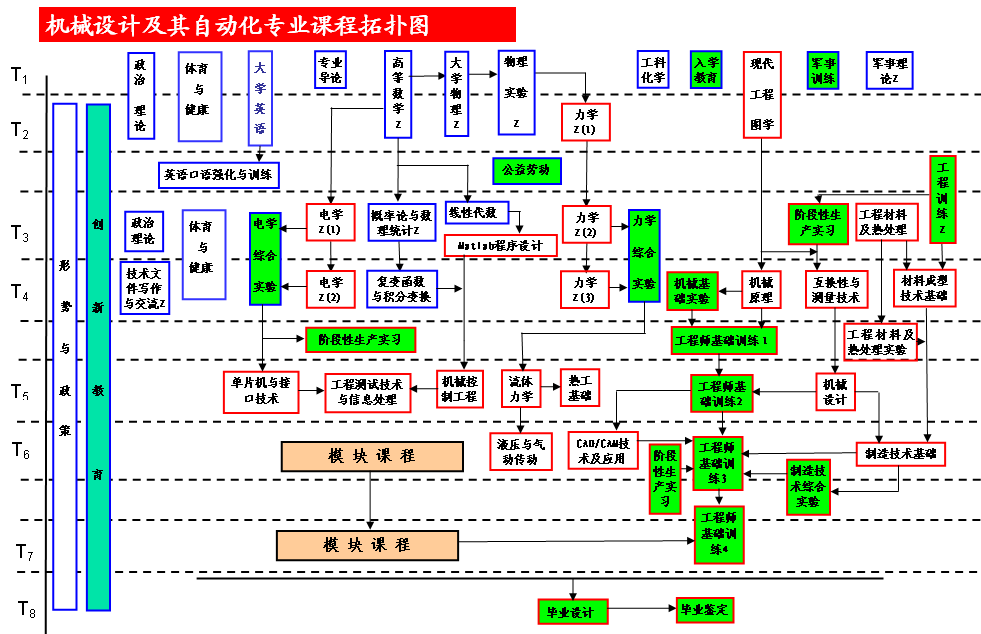 机械设计及其自动化专业课程拓扑图
T1
政治
理论
体育
与
健康
大学英语
专业
导论
高等数学Z
大学物理Z
物理
实验
Z
工科
化学
入学
教育
现代
工程
图学
军事
训练
军事理
论Z
T2
力学
Z(1)
英语口语强化与训练
公益劳动
工程训练Z
形势与政策
创新教育
T3
政治
理论
体育
与
健康
电学
综合
实验
电学
Z(1)
概率论与数
理统计Z
线性代数
Matlab程序设计
力学
Z(2)
力学
综合
实验
阶段性生
产实习
工程材料
及热处理
T4
技术文
件写作
与交流Z
电学
Z(2)
复变函数
与积分变换
力学
Z(3)
机械基
础实验
机械
原理
互换性与
测量技术
材料成型
技术基础
阶段性生产实习
工程师基础训练1
工程材料及
热处理实验
T5
单片机与接
口技术
工程测试技术
与信息处理
机械控
制工程
流体
力学
热工
基础
工程师基
础训练2
机械
设计
T6
模块课程
液压与气
动传动
CAD/CAM技
术及应用
阶段
性生
产实
习
工程师
基础训
练3
制造技术基础
制造技
术综合
实验
T7
模块课程
工程师
基础训
练4
T8
毕业设计
毕业鉴定